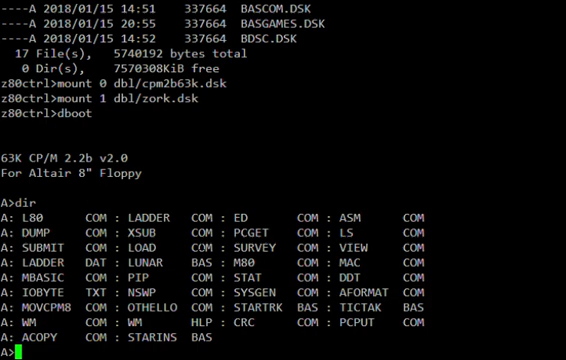 ----A 2018/01/15 14:51    337664  BASCOM.DSK
----A 2018/01/15 20:55    337664  BASGAMES.DSK
----A 2018/01/15 14:52    337664  BDSC.DSK
  17 File(s),   5740192 bytes total
   0 Dir(s),    7570308KiB free
z80ctrl>mount 0 dbl/cpm2b63k.dsk
z80ctrl>mount 1 dbl/zork.dsk
z80ctrl>dboot
63K CP/M 2.2b v2.0
For Altair 8" Floppy
A>dir
A: L80      COM : LADDER   COM : ED       COM : ASM      COM
A: DUMP     COM : XSUB     COM : PCGET    COM : LS       COM
A: SUBMIT   COM : LOAD     COM : SURVEY   COM : VIEW     COM
A: LADDER   DAT : LUNAR    BAS : M80      COM : MAC      COM
A: MBASIC   COM : PIP      COM : STAT     COM : DDT      COM
A: IOBYTE   TXT : NSWP     COM : SYSGEN   COM : AFORMAT  COM
A: MOVCPM8  COM : OTHELLO  COM : STARTRK  BAS : TICTAK   BAS
A: WM       COM : WM       HLP : CRC      COM : PCPUT    COM
A: ACOPY    COM : STARINS  BAS
A>